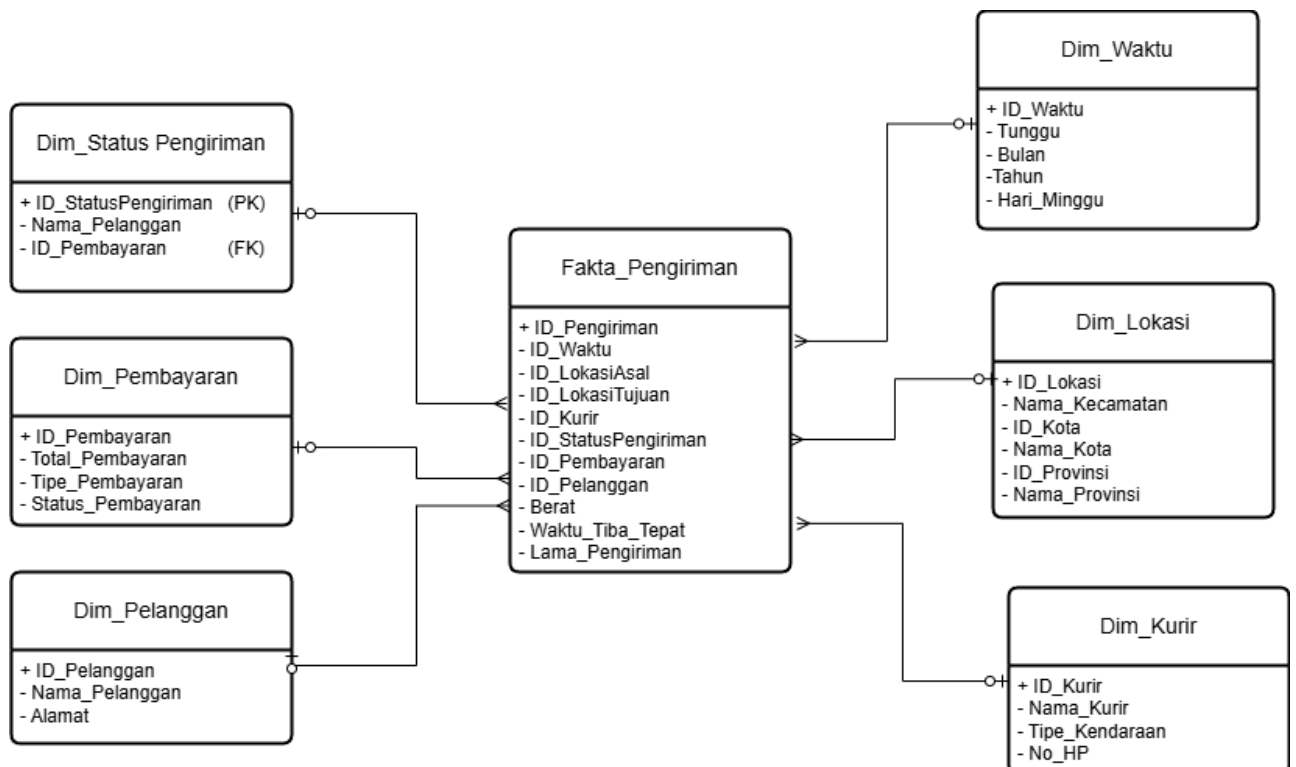 Dim_Status Pengiriman
+ ID_StatusPengiriman (PK)
- Nama_Pelanggan
- ID_Pembayaran (FK)
Dim_Pembayaran
+ ID_Pembayaran
- Total_Pembayaran
- Tipe_Pembayaran
- Status_Pembayaran
Dim_Pelanggan
+ ID_Pelanggan
- Nama_Pelanggan
- Alamat
Fakta_Pengiriman
+ ID_Pengiriman
- ID_Waktu
- ID_LokasiAsal
- ID_LokasiTujuan
- ID_Kurir
- ID_StatusPengiriman
- ID_Pembayaran
- ID_Pelanggan
- Berat
- Waktu_Tiba_Tepat
- Lama_Pengiriman
Dim_Waktu
+ ID_Waktu
- Tunggu
- Bulan
-Tahun
- Hari_Minggu
Dim_Lokasi
+ ID_Lokasi
- Nama_Kecamatan
- ID_Kota
- Nama_Kota
- ID_Provinsi
- Nama_Provinsi
Dim_Kurir
+ ID_Kurir
- Nama_Kurir
- Tipe_Kendaraan
- No_HP